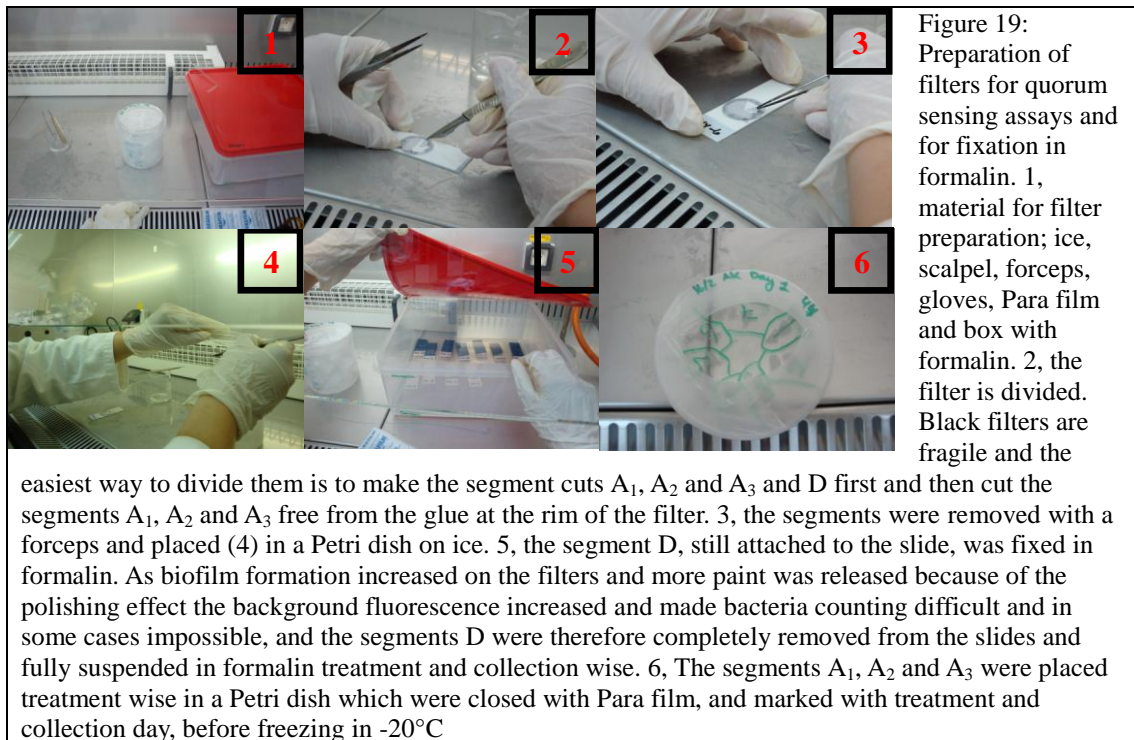 1
2
3
4
5
6
Day 2
E
Figure 19:
Preparation of
filters for quorum
sensing assays and
for fixation in
formalin. 1,
material for filter
preparation; ice,
scalpel, forceps,
gloves, Para film
and box with
formalin. 2, the
filter is divided.
Black filters are
fragile and the
easiest way to divide them is to make the segment cuts A₁, A₂ and A₃ and D first and then cut the
segments A₁, A₂ and A₃ free from the glue at the rim of the filter. 3, the segments were removed with a
forceps and placed (4) in a Petri dish on ice. 5, the segment D, still attached to the slide, was fixed in
formalin. As biofilm formation increased on the filters and more paint was released because of the
polishing effect the background fluorescence increased and made bacteria counting difficult and in
some cases impossible, and the segments D were therefore completely removed from the slides and
fully suspended in formalin treatment and collection wise. 6, The segments A₁, A₂ and A₃ were placed
treatment wise in a Petri dish which were closed with Para film, and marked with treatment and
collection day, before freezing in -20°C